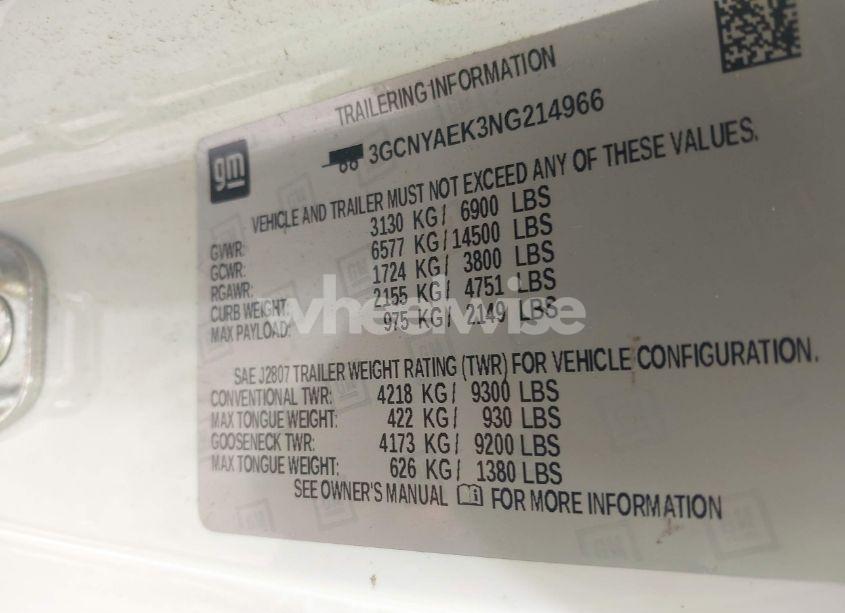 TRAILERING INFORMATION
gm
3GCNYAEK3NG214966
VEHICLE AND TRAILER MUST NOT EXCEED ANY OF THESE VALUES.
GVWR: 3130 KG/ 6900 LBS
GCWR: 6577 KG/ 14500 LBS
RGAWR: 1724 KG/ 3800 LBS
CURB WEIGHT: 2155 KG/ 4751 LBS
MAX PAYLOAD: 975 KG/ 2149 LBS
wheelwise
SAE J2807 TRAILER WEIGHT RATING (TWR) FOR VEHICLE CONFIGURATION.
CONVENTIONAL TWR: 4218 KG/ 9300 LBS
MAX TONGUE WEIGHT: 422 KG/ 930 LBS
GOOSENECK TWR: 4173 KG/ 9200 LBS
MAX TONGUE WEIGHT: 626 KG/ 1380 LBS
SEE OWNER'S MANUAL FOR MORE INFORMATION